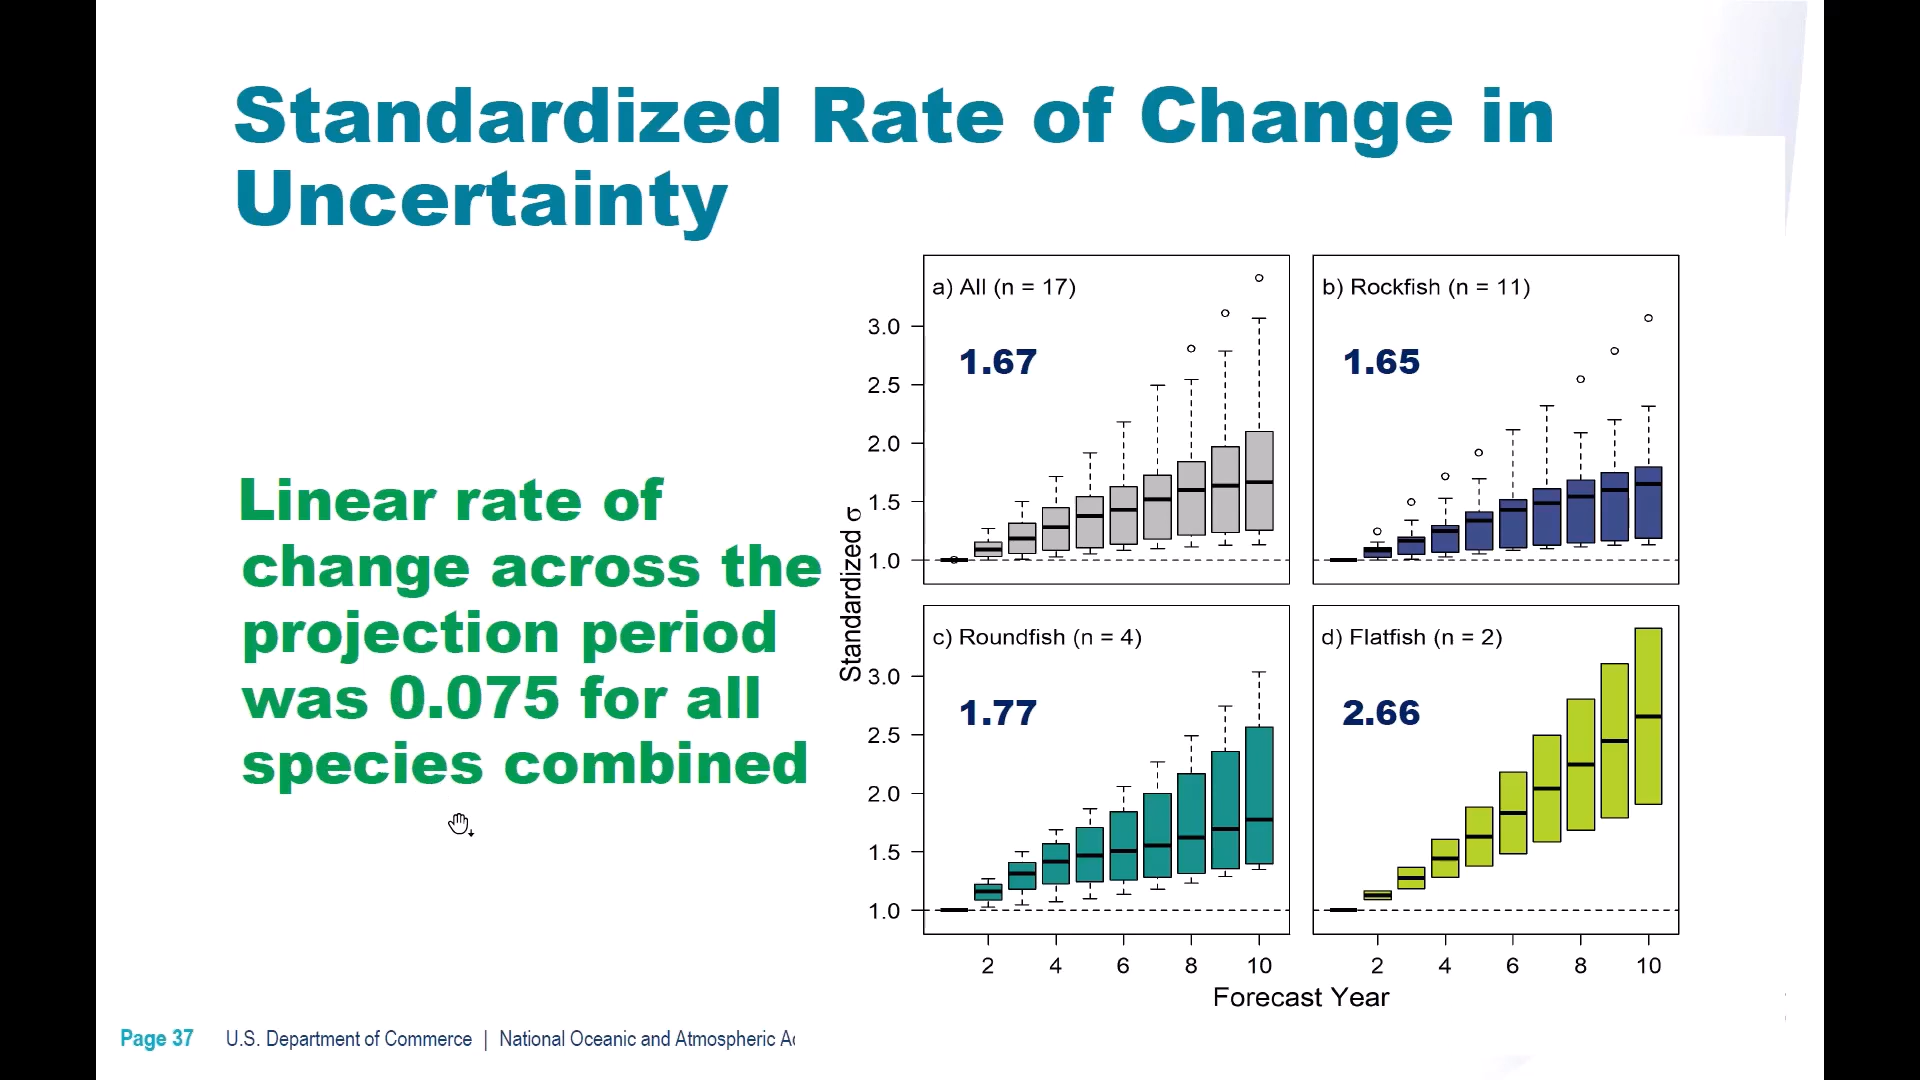 Standardized Rate of Change in
Uncertainty
Linear rate of
change across the
projection period
was 0.075 for all
species combined
Standardized σ
a) All (n = 17)
1.67
3.0
2.5
2.0
1.5
1.0
b) Rockfish (n = 11)
1.65
c) Roundfish (n = 4)
1.77
3.0
2.5
2.0
1.5
1.0
2 4 6 8 10
d) Flatfish (n = 2)
2.66
2 4 6 8 10
Forecast Year
Page 37 U.S. Department of Commerce | National Oceanic and Atmospheric